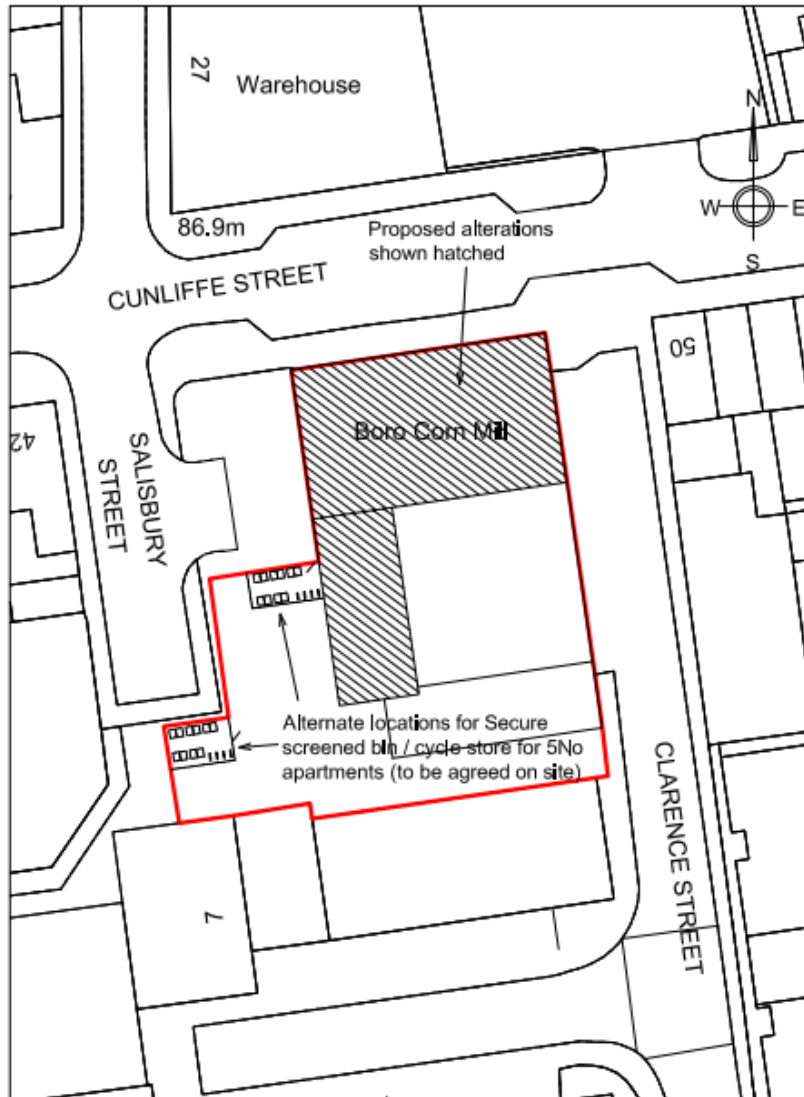 27
Warehouse
N
W
E
S
86.9m
Proposed alterations
shown hatched
CUNLIFFE STREET
50
Boro Corn Mill
42
SALISBURY
STREET
Alternate locations for Secure
screened bin / cycle store for 5No
apartments (to be agreed on site)
CLARENCE STREET
7